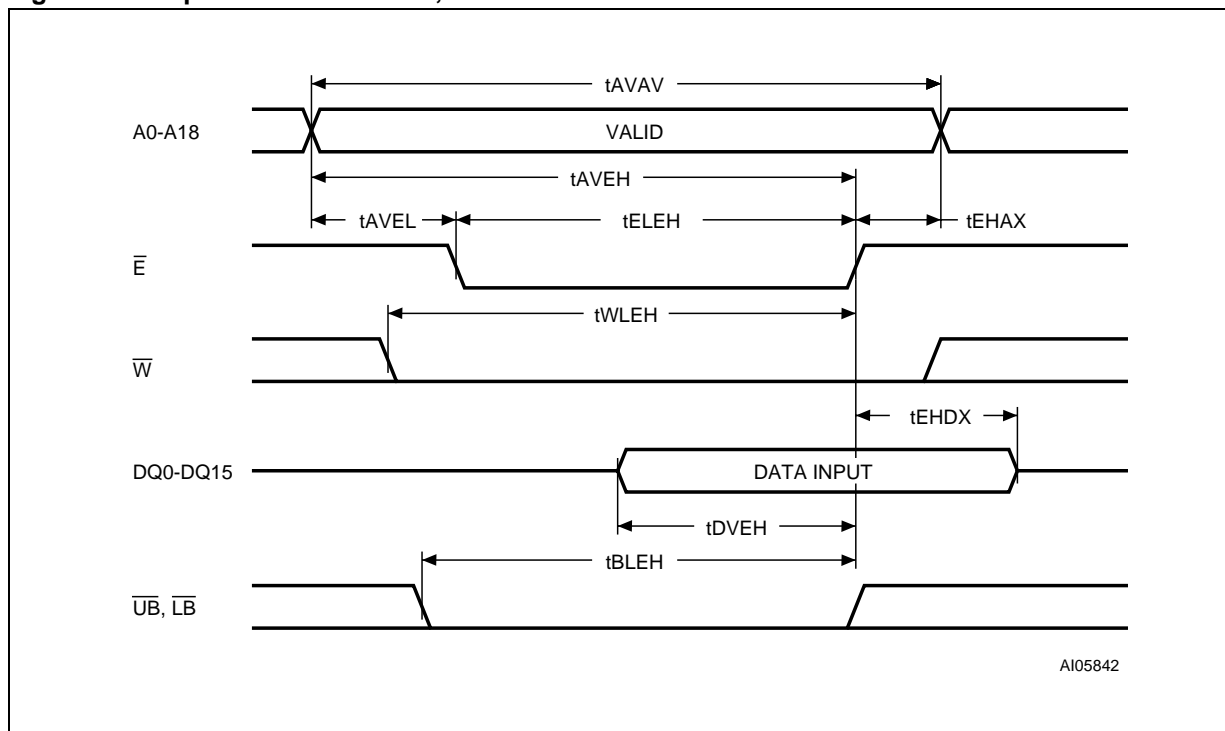 tAVAV
A0-A18
VALID
tAVEH
tAVEL
tELEH
tEHAX
E
tWLEH
W
tEHDX
DQ0-DQ15
DATA INPUT
tDVEH
tBLEH
UB, LB
AI05842